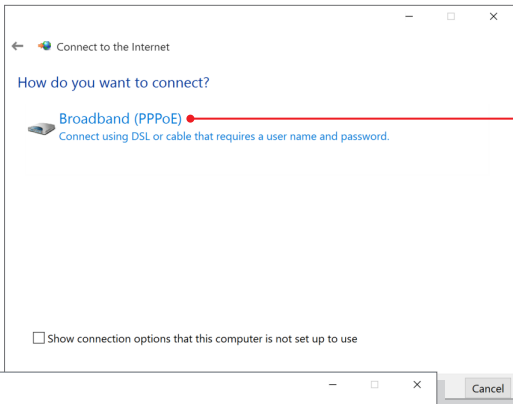 Connect to the Internet
How do you want to connect?
Broadband (PPPoE)
Connect using DSL or cable that requires a user name and password.
Show connection options that this computer is not set up to use
Cancel